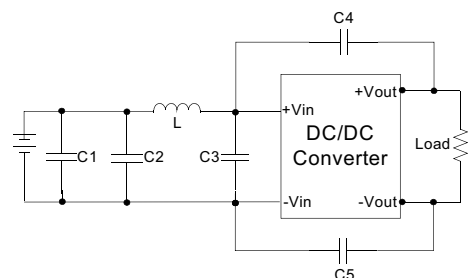 C4
+Vout
+Vin
L
DC/DC
Converter
C1
C2
C3
Load
-Vin
-Vout
C5